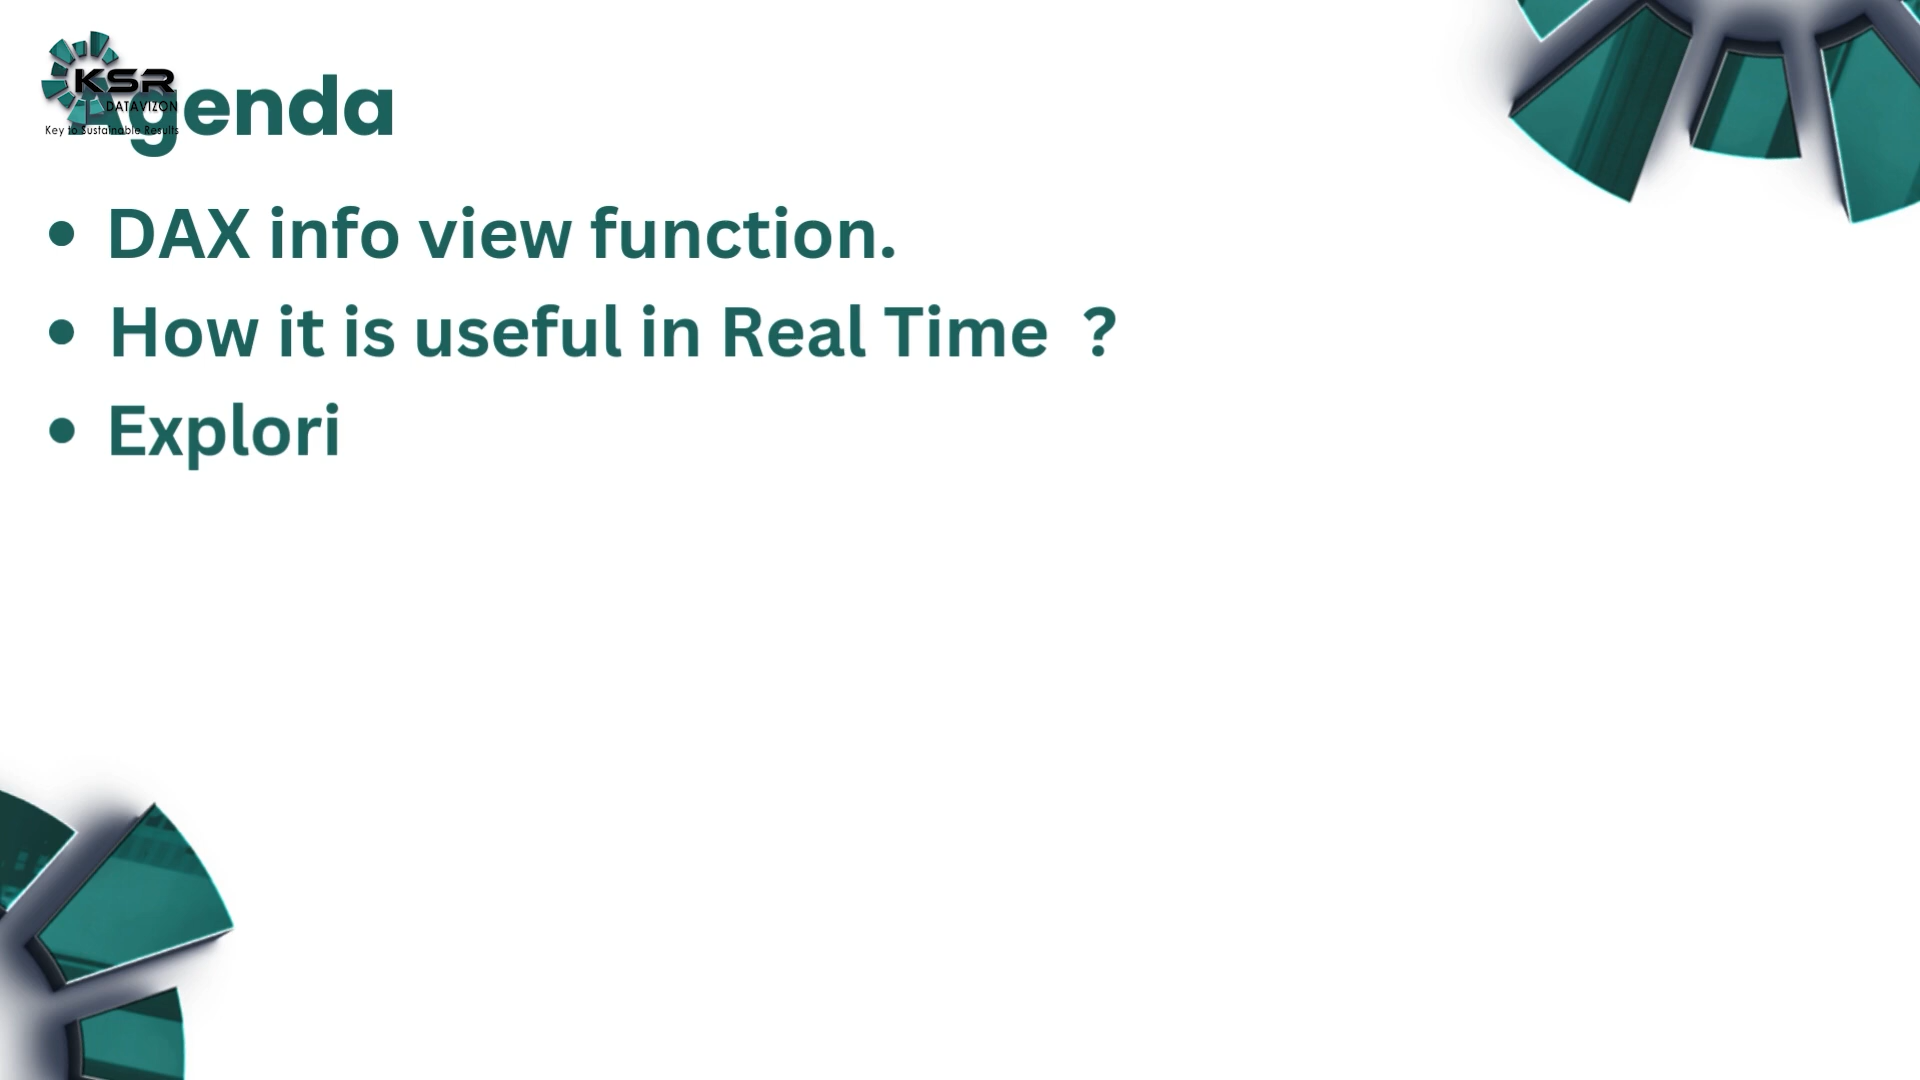 KSR
DATAVIZON
Key to Sustainable Results
Agenda
• DAX info view function.
• How it is useful in Real Time  ?
• Explori